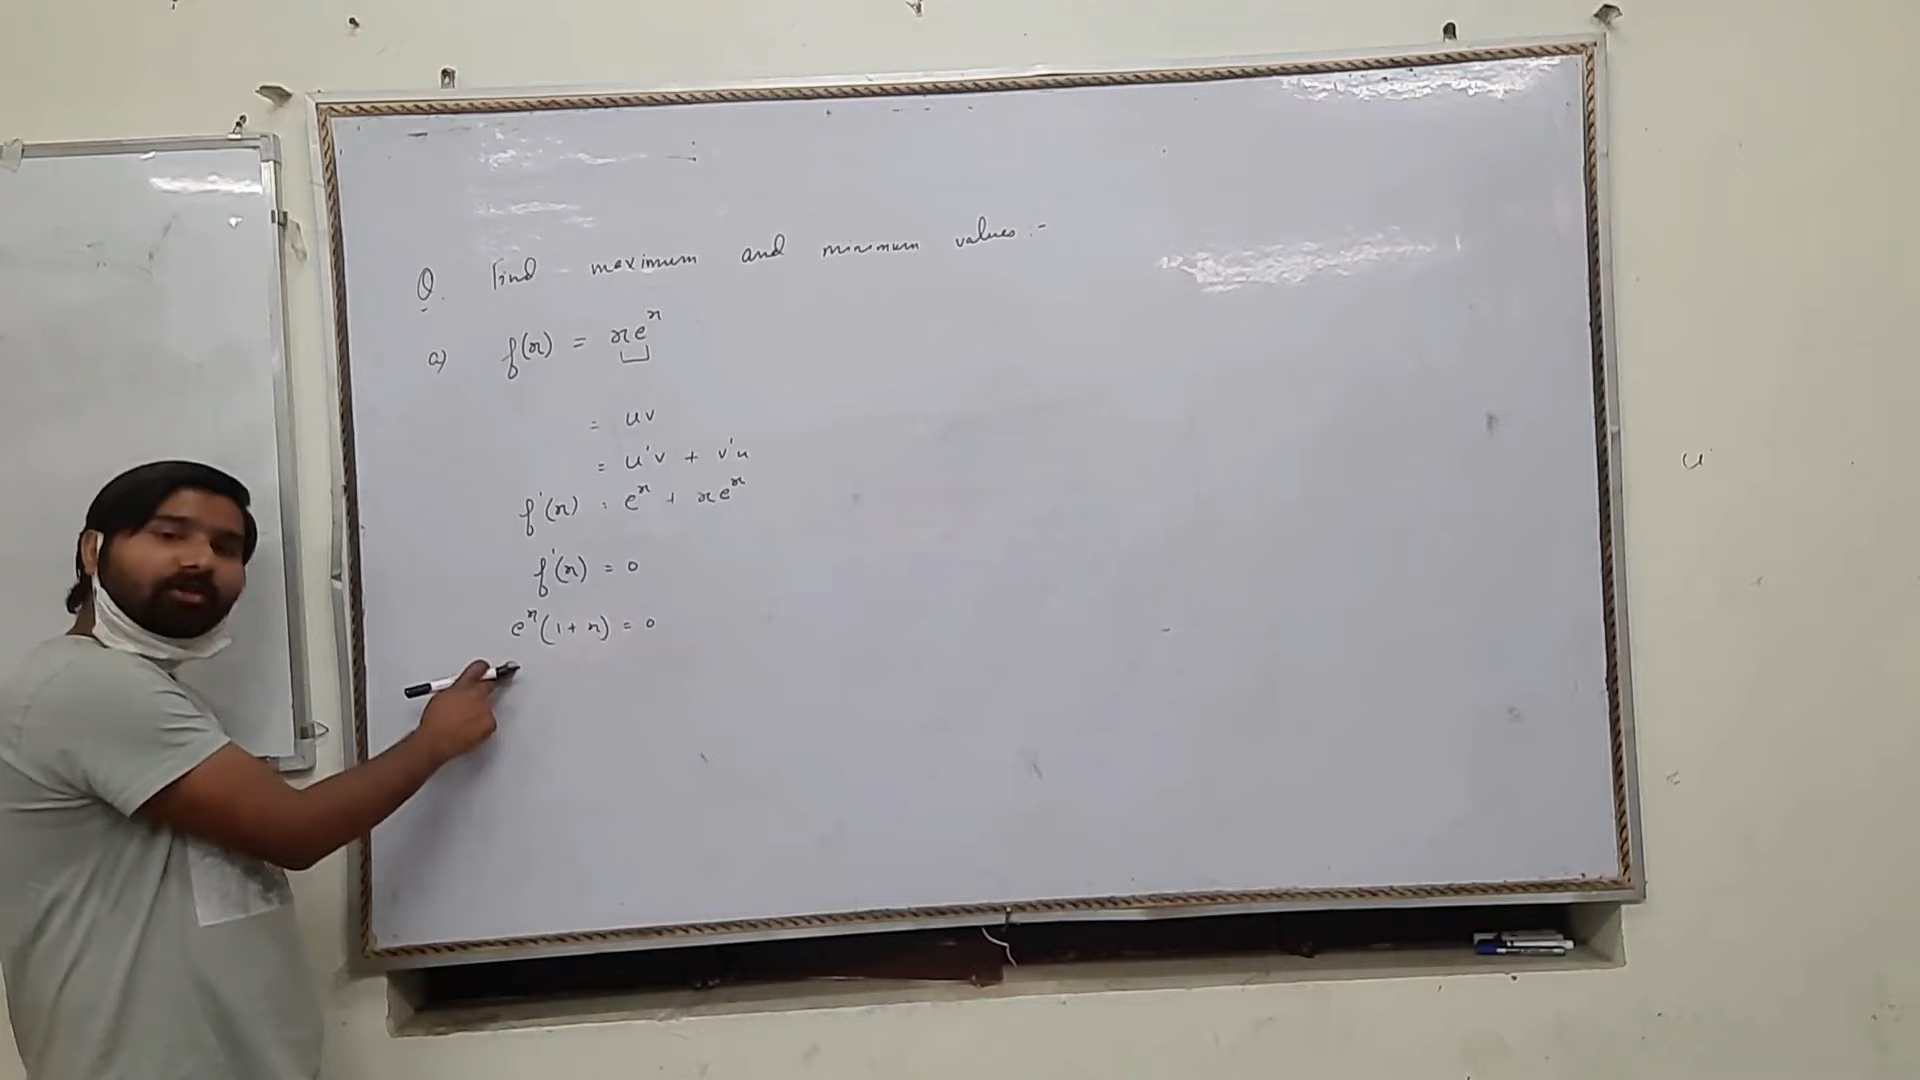 Q. Find maximum and minimum values :-
a) f(x) = xe^x
= uv
= u'v + v'u
f'(x) = e^x + xe^x
f'(x) = 0
e^x(1+x) = 0